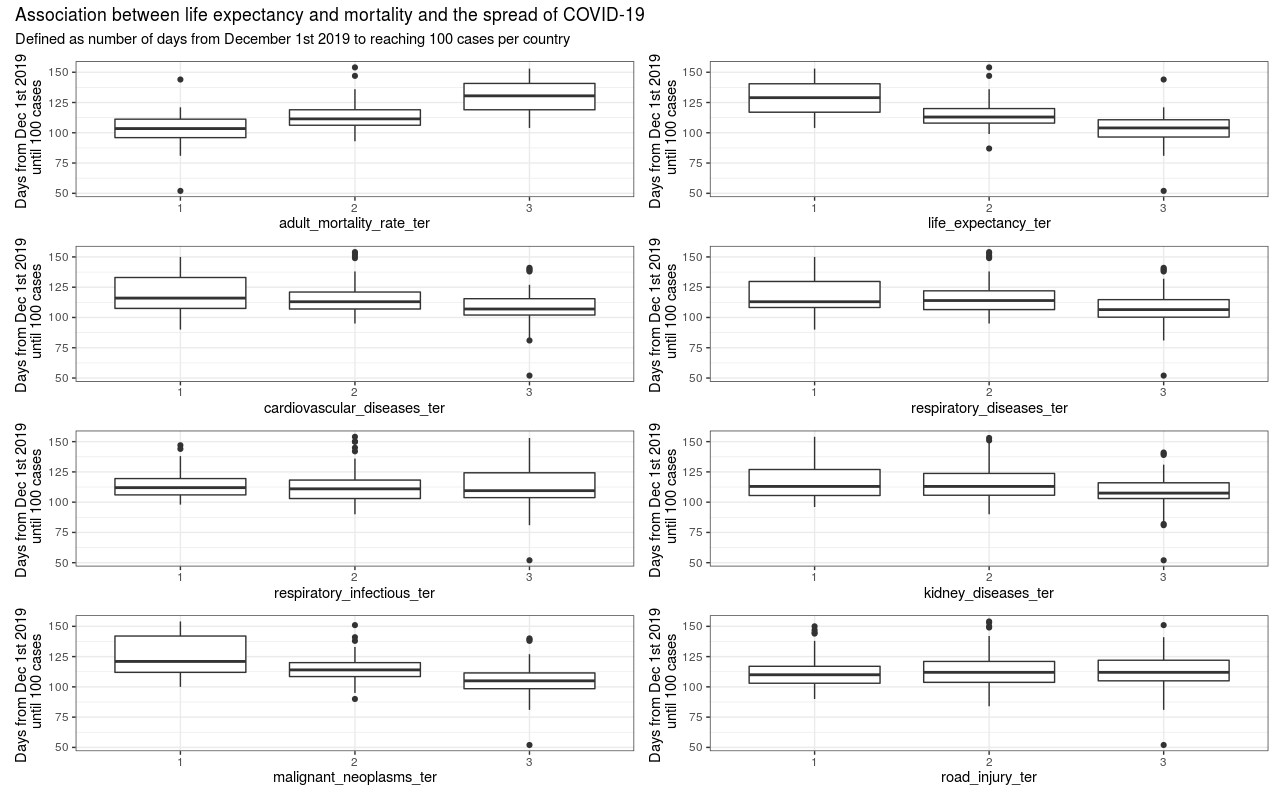 Association between life expectancy and mortality and the spread of COVID-19
Defined as number of days from December 1st 2019 to reaching 100 cases per country
Days from Dec 1st 2019
until 100 cases
150
125
100
75
50
1 2 3
adult_mortality_rate_ter
Days from Dec 1st 2019
until 100 cases
150
125
100
75
50
1 2 3
life_expectancy_ter
Days from Dec 1st 2019
until 100 cases
150
125
100
75
50
1 2 3
cardiovascular_diseases_ter
Days from Dec 1st 2019
until 100 cases
150
125
100
75
50
1 2 3
respiratory_diseases_ter
Days from Dec 1st 2019
until 100 cases
150
125
100
75
50
1 2 3
respiratory_infectious_ter
Days from Dec 1st 2019
until 100 cases
150
125
100
75
50
1 2 3
kidney_diseases_ter
Days from Dec 1st 2019
until 100 cases
150
125
100
75
50
1 2 3
malignant_neoplasms_ter
Days from Dec 1st 2019
until 100 cases
150
125
100
75
50
1 2 3
road_injury_ter